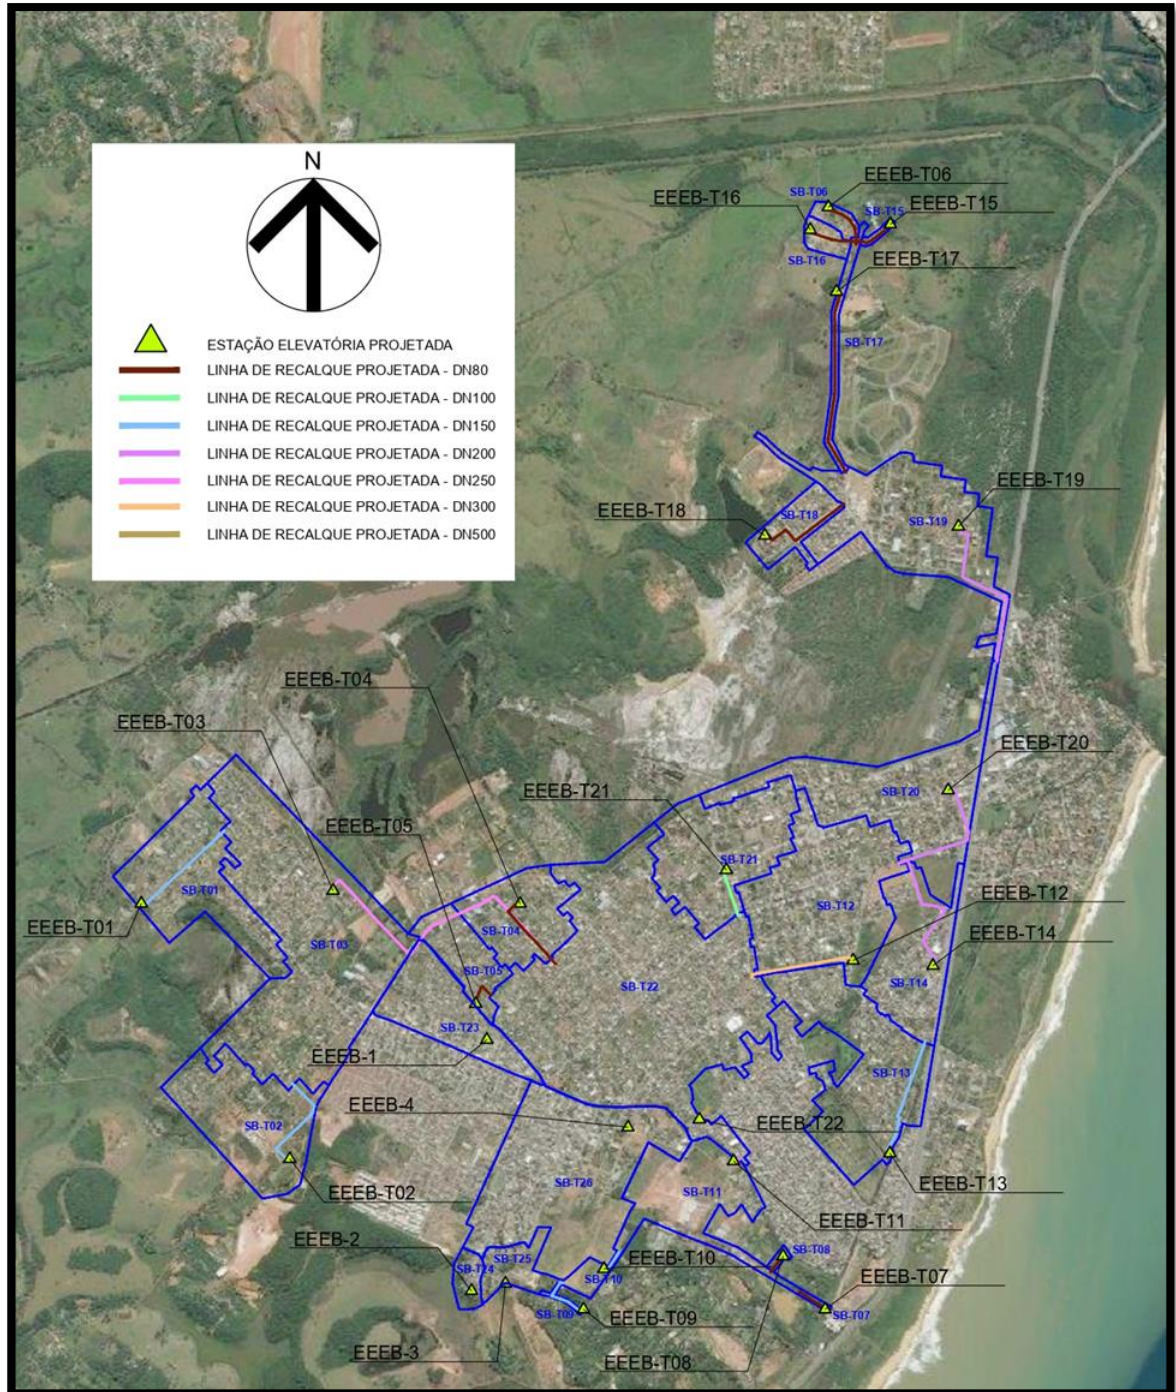 N
ESTAÇÃO ELEVATÓRIA PROJETADA
LINHA DE RECALQUE PROJETADA - DN80
LINHA DE RECALQUE PROJETADA - DN100
LINHA DE RECALQUE PROJETADA - DN150
LINHA DE RECALQUE PROJETADA - DN200
LINHA DE RECALQUE PROJETADA - DN250
LINHA DE RECALQUE PROJETADA - DN300
LINHA DE RECALQUE PROJETADA - DN500
EEEB-T06
SB-T06
EEEB-T16
EEEB-T15
SB-T15
SB-T16
EEEB-T17
SB-T17
EEEB-T19
EEEB-T18
SB-T18
SB-T19
EEEB-T04
EEEB-T03
EEEB-T20
EEEB-T21
SB-T20
EEEB-T05
SB-T21
SB-T01
EEEB-T12
SB-T12
EEEB-T01
SB-T03
SB-T04
EEEB-T14
SB-T05
SB-T14
SB-T22
SB-T23
EEEB-1
SB-T13
EEEB-4
SB-T02
EEEB-T22
SB-T26
EEEB-T13
EEEB-T02
SB-T11
EEEB-T11
EEEB-2
SB-T25
SB-T08
EEEB-T10
SB-T24
SB-T10
EEEB-T07
SB-T09
EEEB-T09
SB-T07
EEEB-3
EEEB-T08